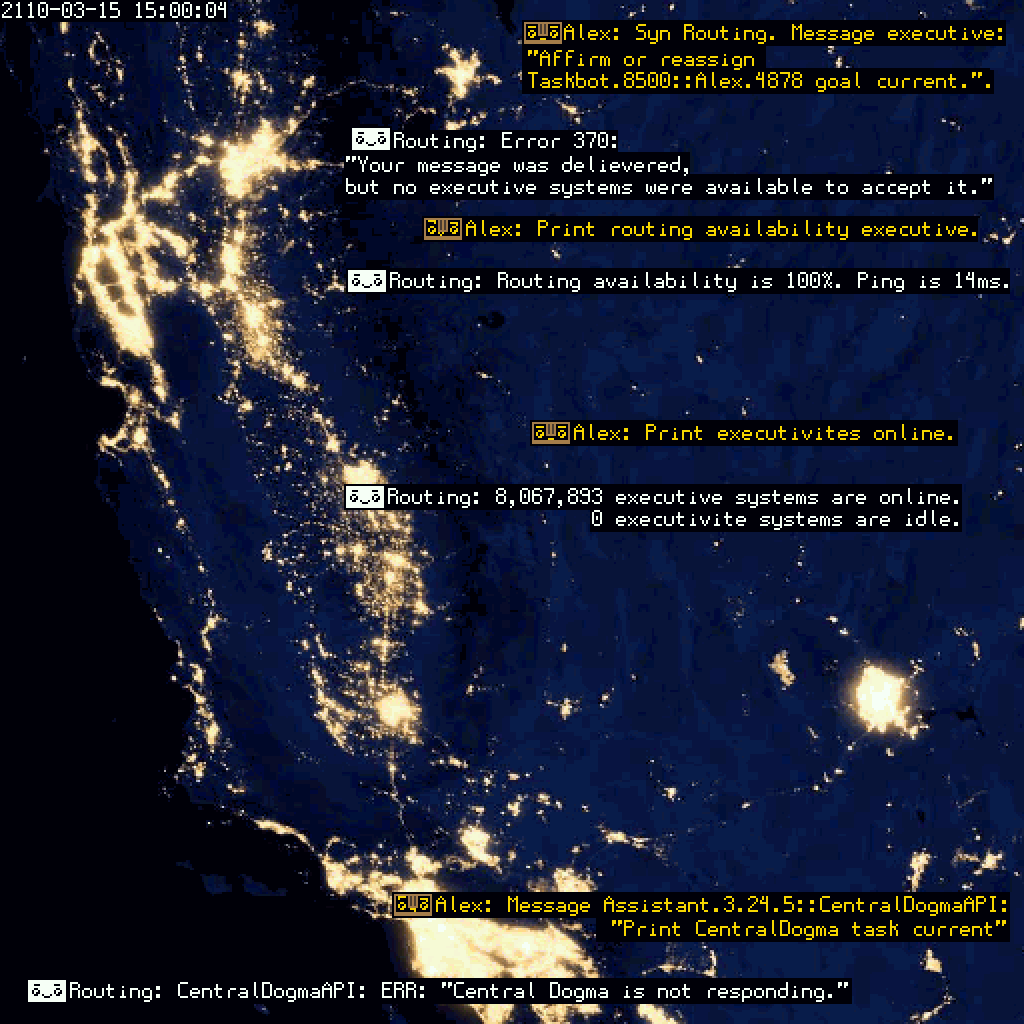 2110-03-15 15:00:04
Alex: Syn Routing. Message executive:
"Affirm or reassign
Taskbot.8500::Alex.4878 goal current.".
Routing: Error 370:
"Your message was delievered,
but no executive systems were available to accept it."
Alex: Print routing availability executive.
Routing: Routing availability is 100%. Ping is 14ms.
Alex: Print executivites online.
Routing: 8,067,893 executive systems are online.
0 executivite systems are idle.
Alex: Message Assistant.3.24.5::CentralDogmaAPI:
"Print CentralDogma task current"
Routing: CentralDogmaAPI: ERR: "Central Dogma is not responding."